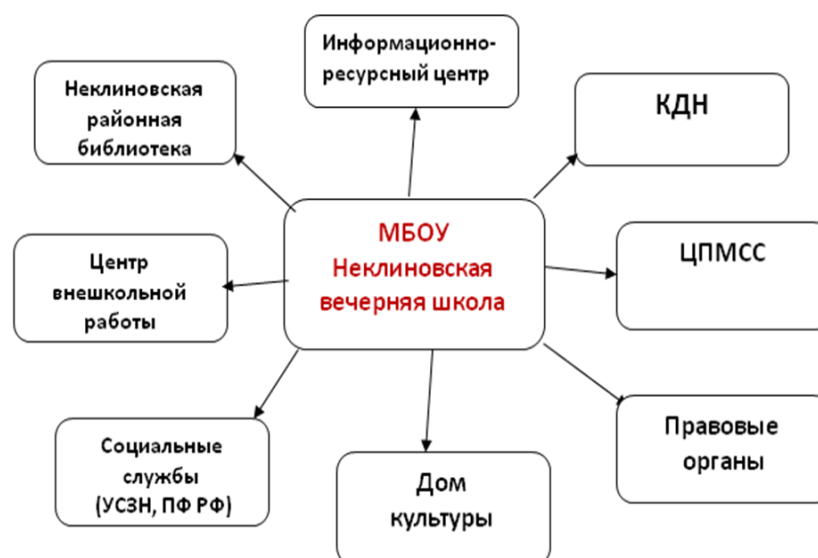 Информационно-
ресурсный центр
Неклиновская
районная
библиотека
КДН
МБОУ
Неклиновская
вечерняя школа
Центр
внешкольной
работы
ЦПМСС
Социальные
службы
(УСЗН, ПФ РФ)
Дом
культуры
Правовые
органы